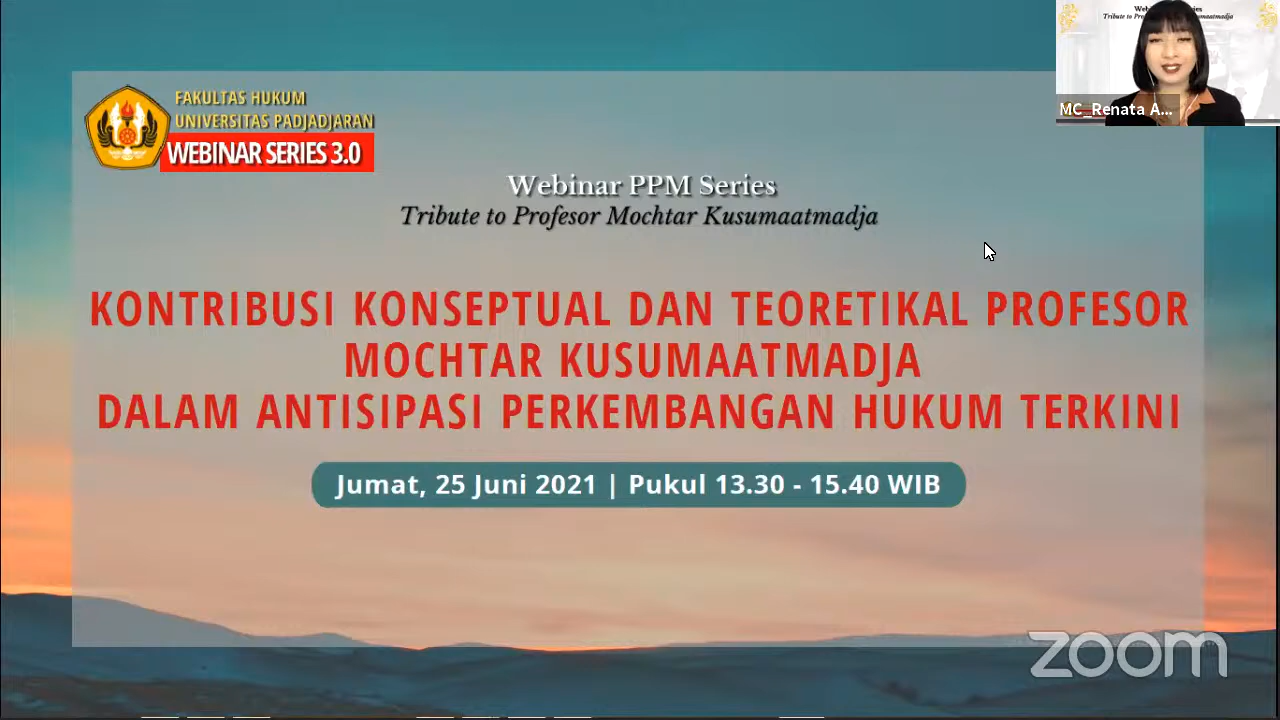 FAKULTAS HUKUM
UNIVERSITAS PADJADJARAN
WEBINAR SERIES 3.0
Webinar PPM Series
Tribute to Profesor Mochtar Kusumaatmadja
KONTRIBUSI KONSEPTUAL DAN TEORETIKAL PROFESOR
MOCHTAR KUSUMAATMADJA
DALAM ANTISIPASI PERKEMBANGAN HUKUM TERKINI
Jumat, 25 Juni 2021 | Pukul 13.30 - 15.40 WIB
MC_Renata A...
zoom